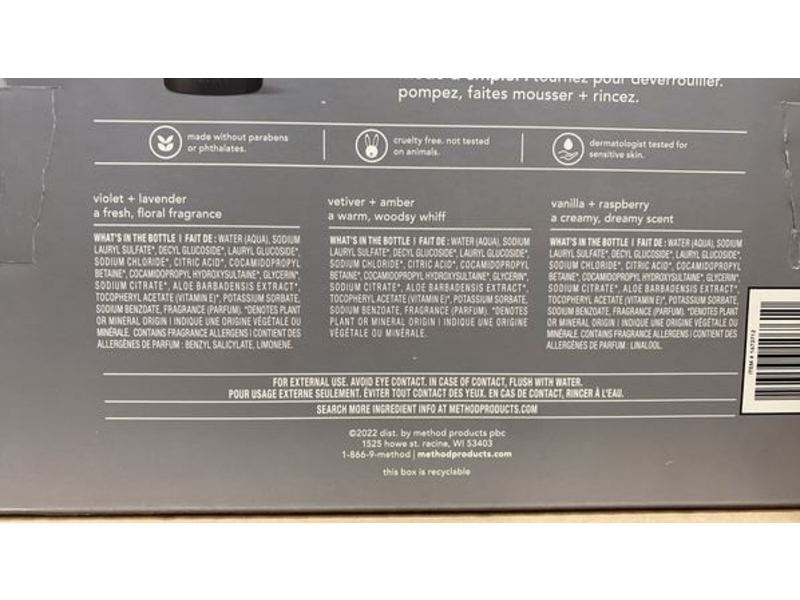 d'emploi : tournez pour déverrouiller.
pompez, faites mousser + rincez.
made without parabens
or phthalates.
cruelty free. not tested
on animals.
dermatologist tested for
sensitive skin.
violet + lavender
a fresh, floral fragrance
WHAT'S IN THE BOTTLE | FAIT DE : WATER (AQUA), SODIUM
LAURYL SULFATE*, DECYL GLUCOSIDE*, LAURYL GLUCOSIDE*,
SODIUM CHLORIDE*, CITRIC ACID*, COCAMIDOPROPYL
BETAINE*, COCAMIDOPROPYL HYDROXYSULTAINE*, GLYCERIN*,
SODIUM CITRATE*, ALOE BARBADENSIS EXTRACT*,
TOCOPHERYL ACETATE (VITAMIN E)*, POTASSIUM SORBATE,
SODIUM BENZOATE, FRAGRANCE (PARFUM). *DENOTES PLANT
OR MINERAL ORIGIN | INDIQUE UNE ORIGINE VÉGÉTALE OU
MINÉRALE. CONTAINS FRAGRANCE ALLERGENS | CONTIENT DES
ALLERGÈNES DE PARFUM : BENZYL SALICYLATE, LIMONENE.
vetiver + amber
a warm, woodsy whiff
WHAT'S IN THE BOTTLE | FAIT DE : WATER (AQUA), SODIUM
LAURYL SULFATE*, DECYL GLUCOSIDE*, LAURYL GLUCOSIDE*,
SODIUM CHLORIDE*, CITRIC ACID*, COCAMIDOPROPYL
BETAINE*, COCAMIDOPROPYL HYDROXYSULTAINE*, GLYCERIN*,
SODIUM CITRATE*, ALOE BARBADENSIS EXTRACT*,
TOCOPHERYL ACETATE (VITAMIN E)*, POTASSIUM SORBATE,
SODIUM BENZOATE, FRAGRANCE (PARFUM). *DENOTES
PLANT OR MINERAL ORIGIN | INDIQUE UNE ORIGINE
VÉGÉTALE OU MINÉRALE.
vanilla + raspberry
a creamy, dreamy scent
WHAT'S IN THE BOTTLE | FAIT DE : WATER (AQUA), SODIUM
LAURYL SULFATE*, DECYL GLUCOSIDE*, LAURYL GLUCOSIDE*,
SODIUM CHLORIDE*, CITRIC ACID*, COCAMIDOPROPYL
BETAINE*, COCAMIDOPROPYL HYDROXYSULTAINE*, GLYCERIN*,
SODIUM CITRATE*, ALOE BARBADENSIS EXTRACT*,
TOCOPHERYL ACETATE (VITAMIN E)*, POTASSIUM SORBATE,
SODIUM BENZOATE, FRAGRANCE (PARFUM). *DENOTES PLANT
OR MINERAL ORIGIN | INDIQUE UNE ORIGINE VÉGÉTALE OU
MINÉRALE. CONTAINS FRAGRANCE ALLERGENS | CONTIENT DES
ALLERGÈNES DE PARFUM : LINALOOL.
ITEM # 1673712
FOR EXTERNAL USE. AVOID EYE CONTACT. IN CASE OF CONTACT, FLUSH WITH WATER.
POUR USAGE EXTERNE SEULEMENT. ÉVITER TOUT CONTACT DES YEUX. EN CAS DE CONTACT, RINCER À L'EAU.
SEARCH MORE INGREDIENT INFO AT METHODPRODUCTS.COM
©2022 dist. by method products pbc
1525 howe st. racine, WI 53403
1-866-9-method | methodproducts.com
this box is recyclable